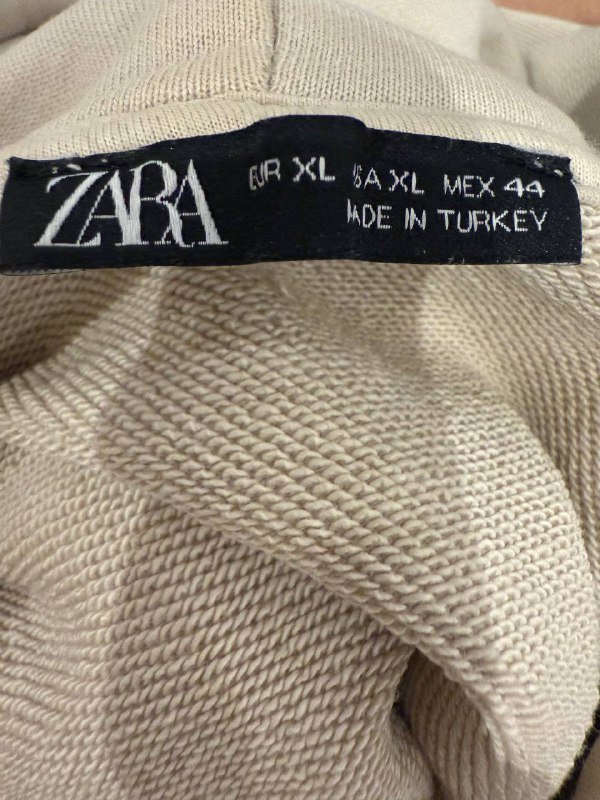 ZARA
EUR XL USA XL MEX 44
MADE IN TURKEY